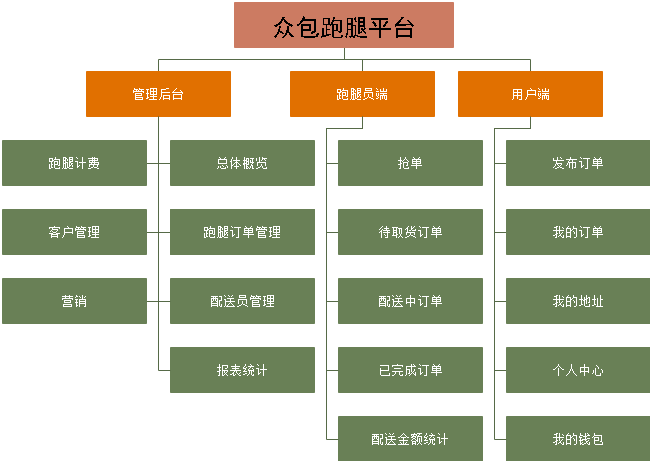 众包跑腿平台
管理后台
跑腿员端
用户端
跑腿计费
总体概览
抢单
发布订单
客户管理
跑腿订单管理
待取货订单
我的订单
营销
配送员管理
配送中订单
我的地址
报表统计
已完成订单
个人中心
配送金额统计
我的钱包